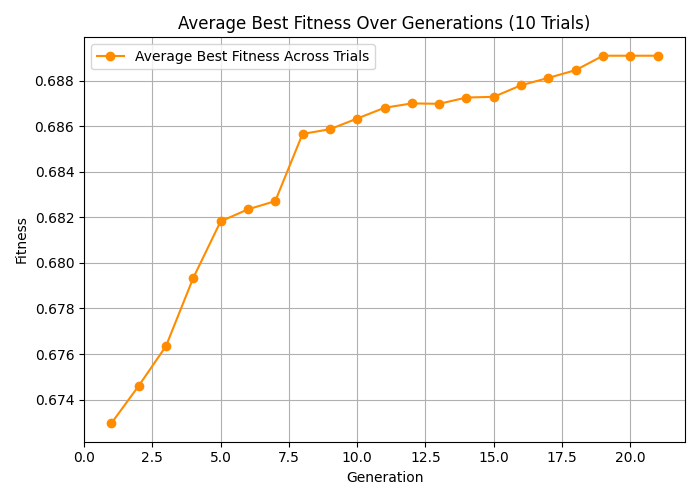 Average Best Fitness Over Generations (10 Trials)
Average Best Fitness Across Trials
Fitness
0.688
0.686
0.684
0.682
0.680
0.678
0.676
0.674
0.0 2.5 5.0 7.5 10.0 12.5 15.0 17.5 20.0
Generation